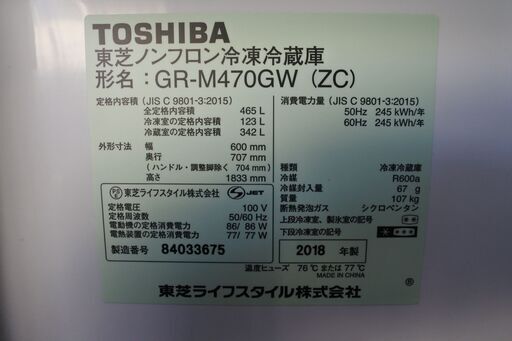 TOSHIBA
東芝ノンフロン冷凍冷蔵庫
形名：GR-M470GW (ZC)
定格内容積 (JIS C 9801-3:2015)
全定格内容積 465 L
冷凍室の定格内容積 123 L
冷蔵室の定格内容積 342 L
外形寸法 幅 600 mm
奥行 707 mm
(ハンドル・調整脚除く 704 mm)
高さ 1833 mm
消費電力量 (JIS C 9801-3:2015)
50Hz 245 kWh/年
60Hz 245 kWh/年
種類 冷凍冷蔵庫
冷媒 R600a
冷媒封入量 67 g
質量 107 kg
断熱発泡ガス シクロペンタン
上段冷凍室、製氷室の記号
下段冷凍室の記号
PS E 東芝ライフスタイル株式会社 S JET
定格電圧 100 V
定格周波数 50/60 Hz
電動機の定格消費電力 86/ 86 W
電熱装置の定格消費電力 77/ 77 W
製造番号 84033675
2018 年製
温度ヒューズ 76℃ または 77℃
MADE IN CHINA
東芝ライフスタイル株式会社 ®